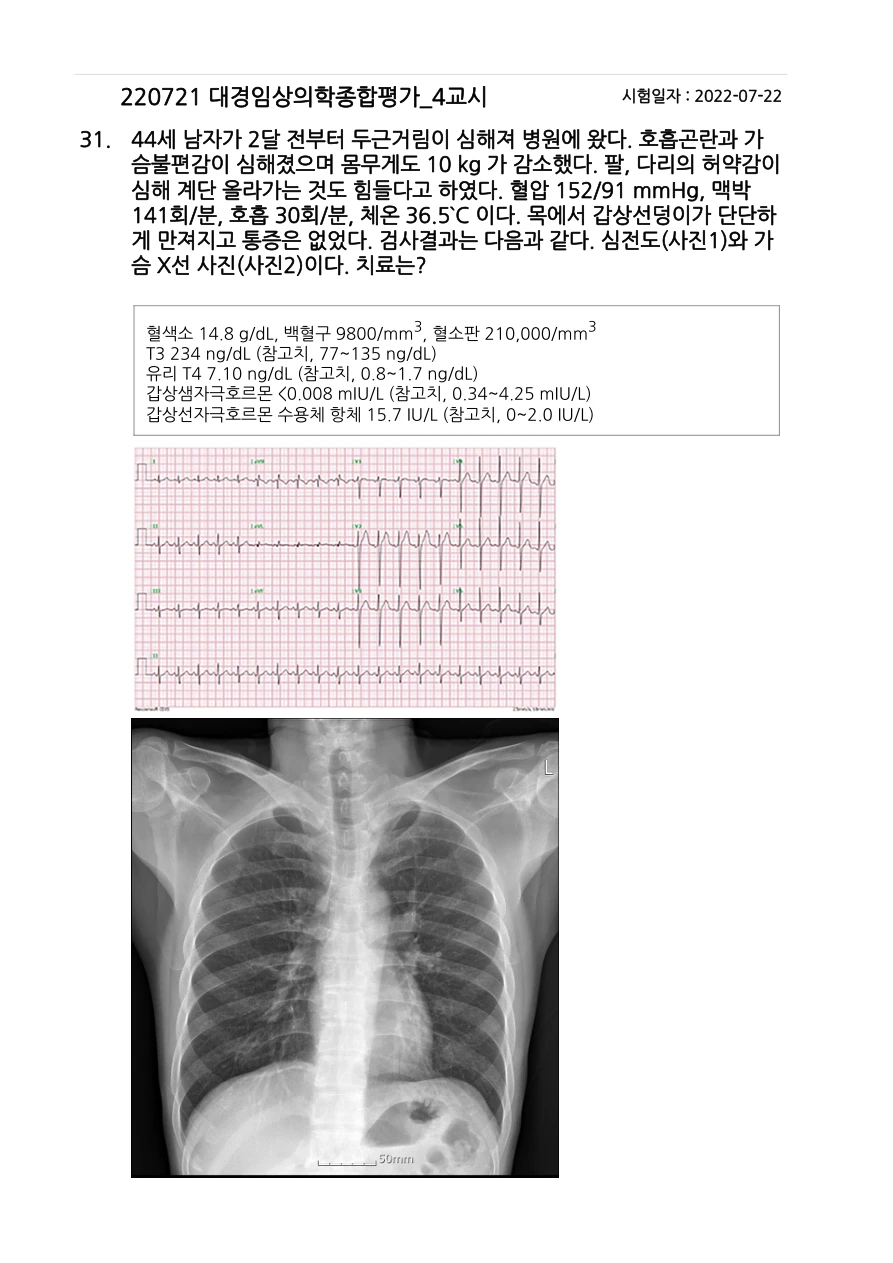 220721 대경임상의학종합평가_4교시
시험일자 : 2022-07-22
31. 44세 남자가 2달 전부터 두근거림이 심해져 병원에 왔다. 호흡곤란과 가
슴불편감이 심해졌으며 몸무게도 10 kg 가 감소했다. 팔, 다리의 허약감이
심해 계단 올라가는 것도 힘들다고 하였다. 혈압 152/91 mmHg, 맥박
141회/분, 호흡 30회/분, 체온 36.5`C 이다. 목에서 갑상선덩이가 단단하
게 만져지고 통증은 없었다. 검사결과는 다음과 같다. 심전도(사진1)와 가
슴 X선 사진(사진2)이다. 치료는?
혈색소 14.8 g/dL, 백혈구 9800/mm³, 혈소판 210,000/mm³
T3 234 ng/dL (참고치, 77~135 ng/dL)
유리 T4 7.10 ng/dL (참고치, 0.8~1.7 ng/dL)
갑상샘자극호르몬 <0.008 mIU/L (참고치, 0.34~4.25 mIU/L)
갑상선자극호르몬 수용체 항체 15.7 IU/L (참고치, 0~2.0 IU/L)
I aVR V1
II aVL V2
III aVF V3
II
L
50mm